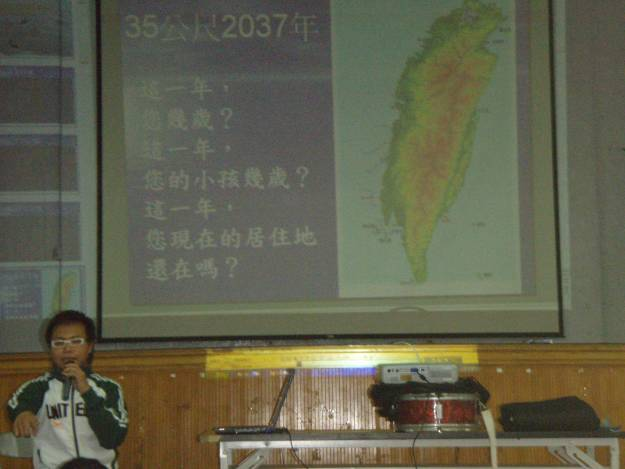 35公尺2037年
這一年，
您幾歲？
這一年，
您的小孩幾歲？
這一年，
您現在的居住地
還在嗎？